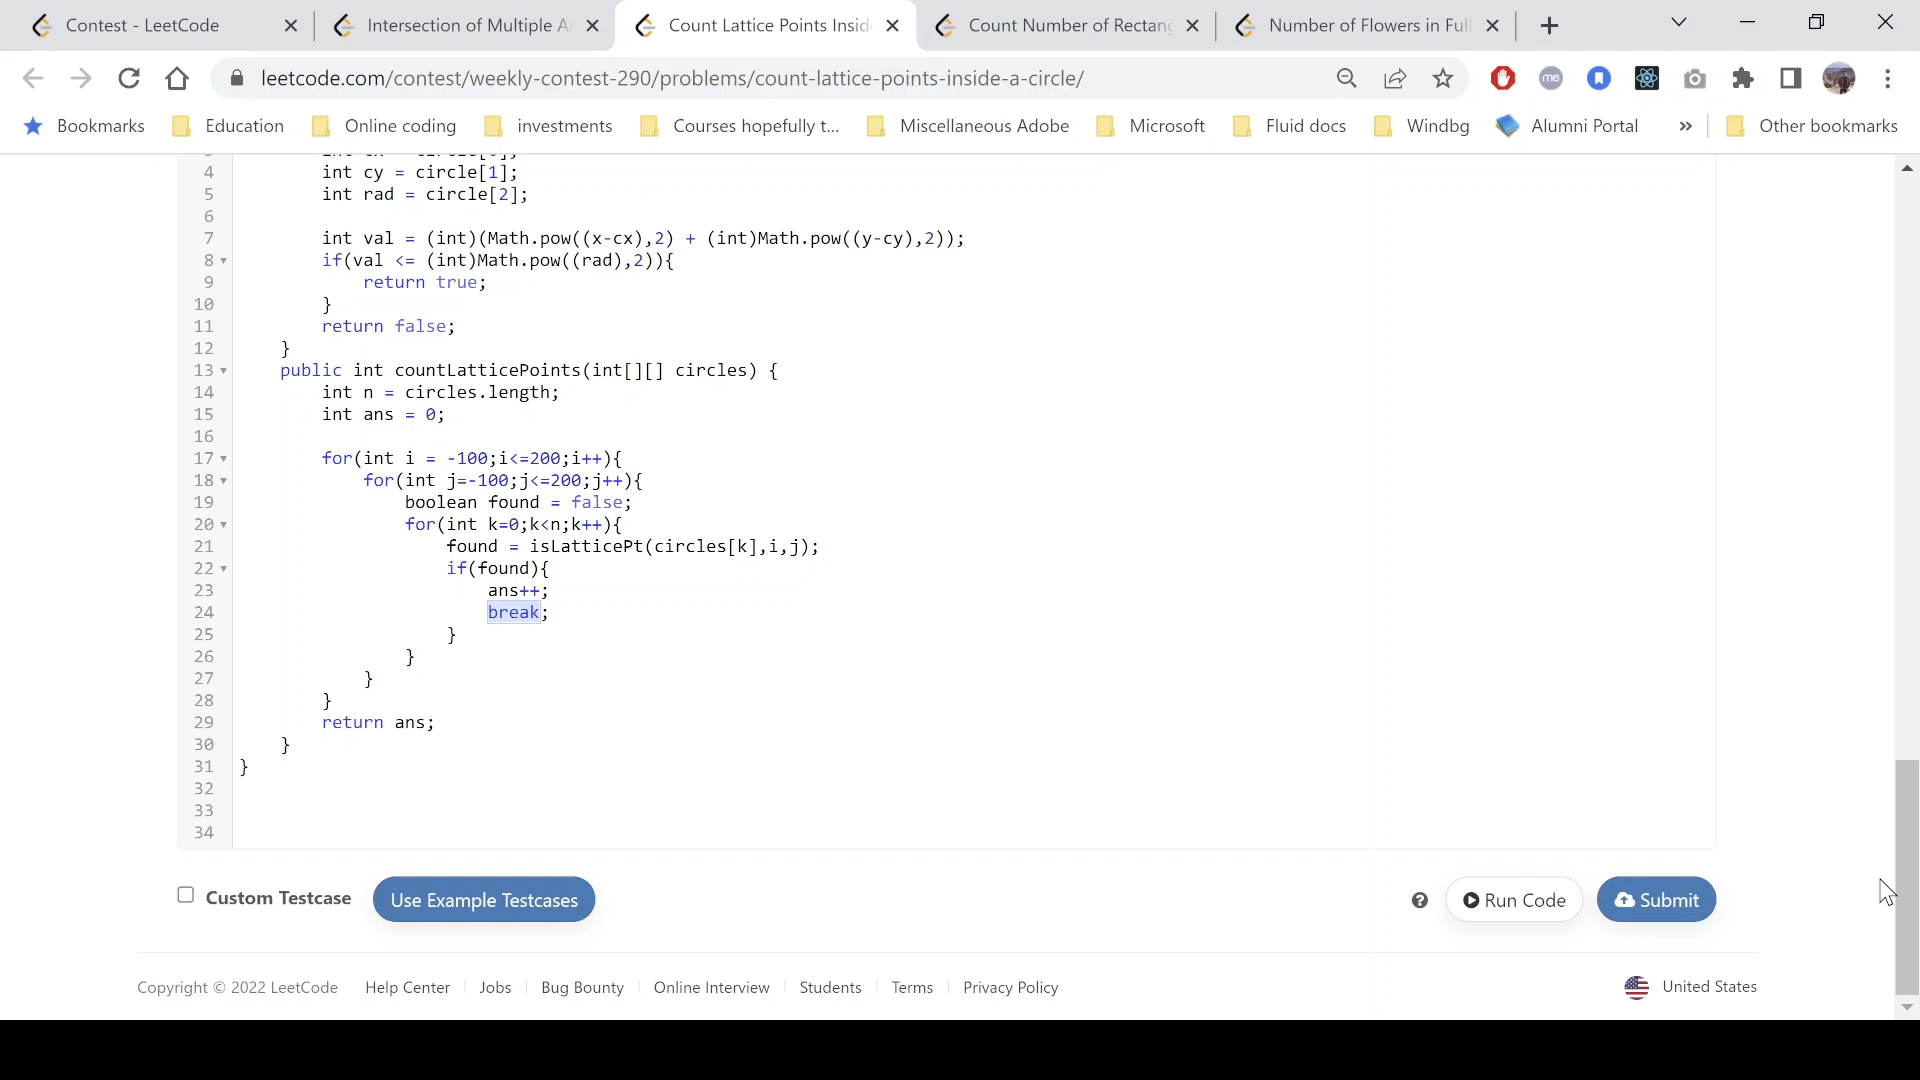 Contest - LeetCode
Intersection of Multiple A
Count Lattice Points Insid
Count Number of Rectang
Number of Flowers in Full
leetcode.com/contest/weekly-contest-290/problems/count-lattice-points-inside-a-circle/
me
Bookmarks
Education
Online coding
investments
Courses hopefully t...
Miscellaneous Adobe
Microsoft
Fluid docs
Windbg
Alumni Portal
»
Other bookmarks
4 int cy = circle[1];
5 int rad = circle[2];
6
7 int val = (int)(Math.pow((x-cx),2) + (int)Math.pow((y-cy),2));
8 if(val <= (int)Math.pow((rad),2)){
9 return true;
10 }
11 return false;
12 }
13 public int countLatticePoints(int[][] circles) {
14 int n = circles.length;
15 int ans = 0;
16
17 for(int i = -100;i<=200;i++){
18 for(int j=-100;j<=200;j++){
19 boolean found = false;
20 for(int k=0;k<n;k++){
21 found = isLatticePt(circles[k],i,j);
22 if(found){
23 ans++;
24 break;
25 }
26 }
27 }
28 }
29 return ans;
30 }
31 }
32
33
34
Custom Testcase
Use Example Testcases
? Run Code
Submit
Copyright © 2022 LeetCode
Help Center
Jobs
Bug Bounty
Online Interview
Students
Terms
Privacy Policy
United States